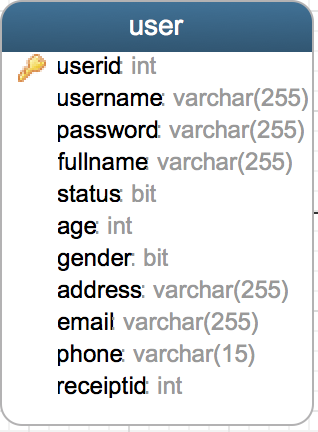 user
userid: int
username: varchar(255)
password: varchar(255)
fullname: varchar(255)
status: bit
age: int
gender: bit
address: varchar(255)
email: varchar(255)
phone: varchar(15)
receiptid: int